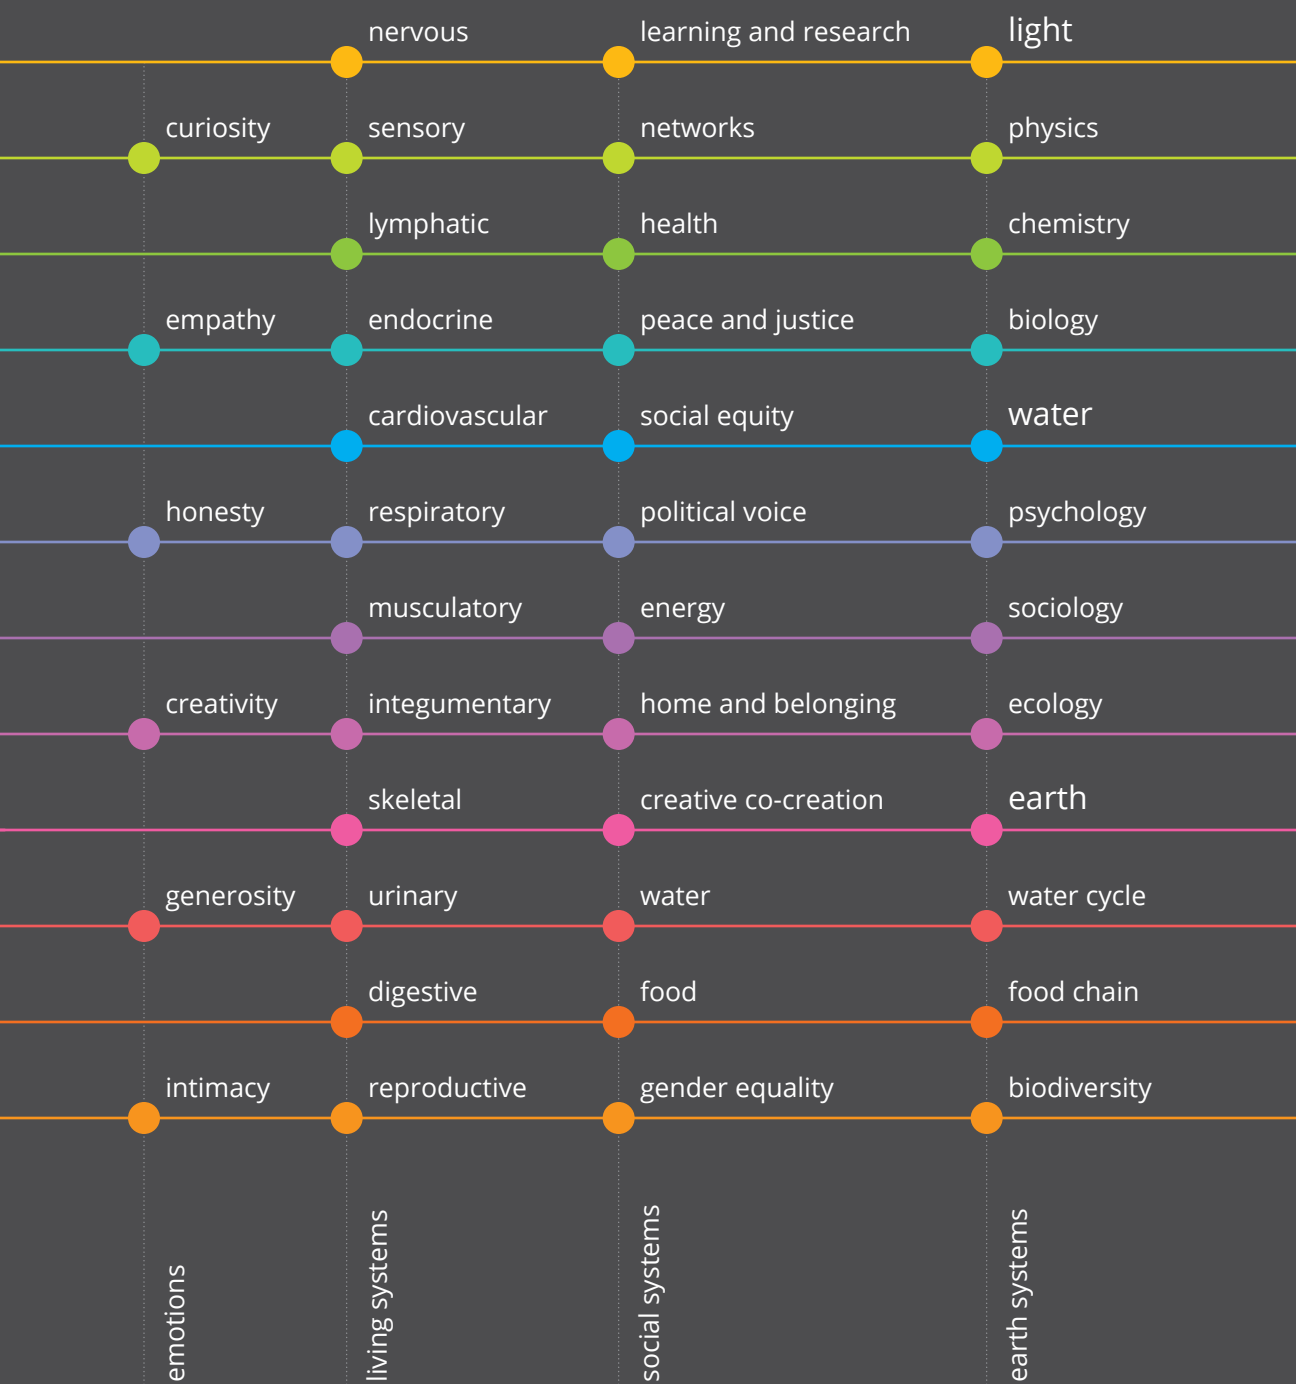 nervous learning and research light
curiosity sensory networks physics
lymphatic health chemistry
empathy endocrine peace and justice biology
cardiovascular social equity water
honesty respiratory political voice psychology
musculatory energy sociology
creativity integumentary home and belonging ecology
skeletal creative co-creation earth
generosity urinary water water cycle
digestive food food chain
intimacy reproductive gender equality biodiversity
emotions
living systems
social systems
earth systems